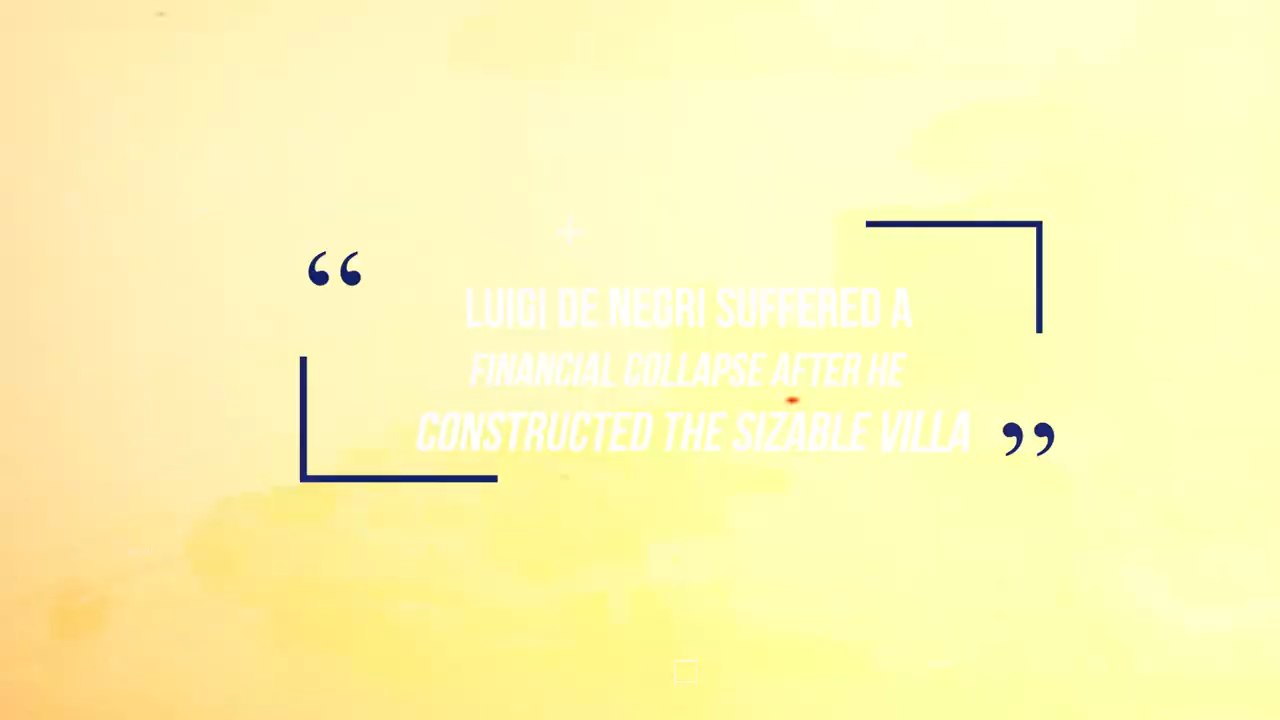 “
LUIGI DE NEGRI SUFFERED A
FINANCIAL COLLAPSE AFTER HE
CONSTRUCTED THE SIZABLE VILLA ”